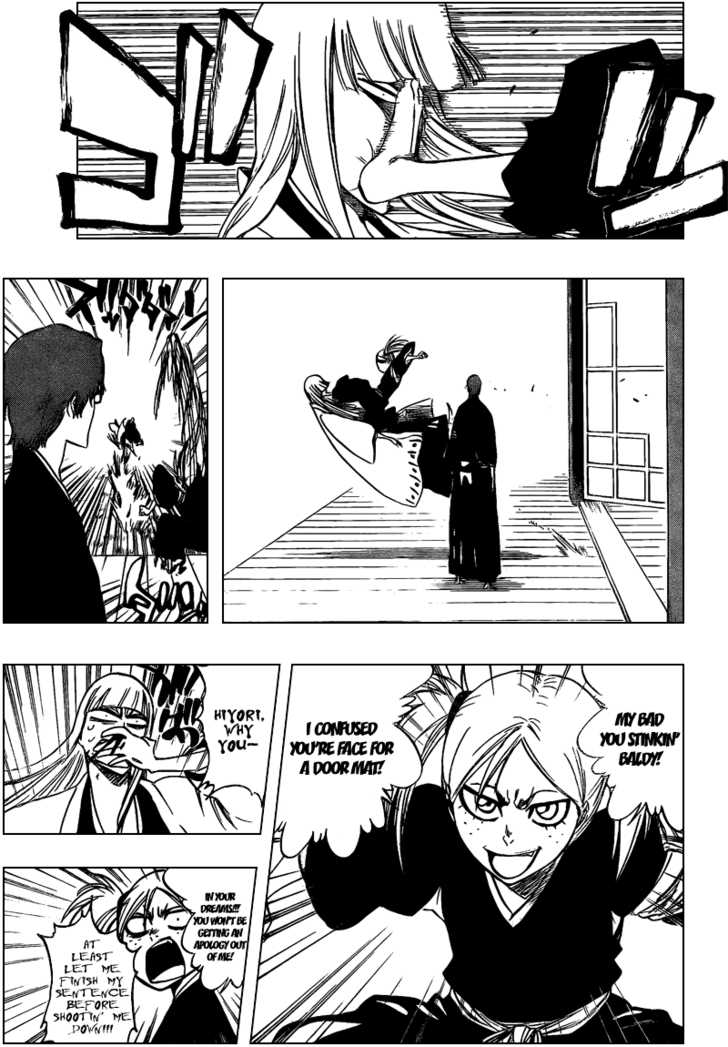 ゴ
MY BAD
YOU STINKIN'
BALDY!
I CONFUSED
YOU'RE FACE FOR
A DOOR MAT!
HIYORI,
WHY
YOU–
IN YOUR
DREAMS!!!
YOU WON'T BE
GETTING AN
APOLOGY OUT
OF ME!
AT
LEAST
LET ME
FINISH MY
SENTENCE
BEFORE
SHOOTIN' ME
DOWN!!!